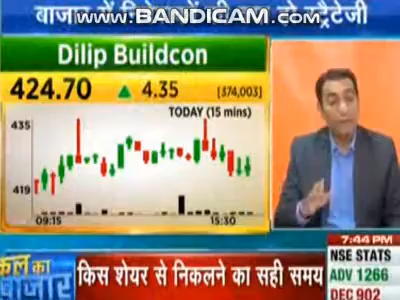 www.BANDICAM.com
बाजार में
स्ट्रैटेजी
Dilip Buildcon
424.70 ▲ 4.35 [374,003]
TODAY (15 mins)
435
419
09:15 15:30
7:44 PM
NSE STATS
ADV 1266
DEC 902
कल का
बाजार
किस शेयर से निकलने का सही समय